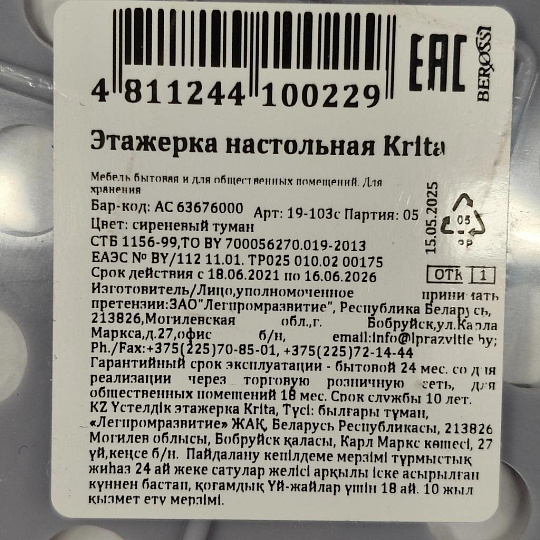 EAC
BEROSSI
4 811244 100229
Этажерка настольная Krita
Мебель бытовая и для общественных помещений. Для
хранения
Бар-код: АС 63676000 Арт: 19-103с Партия: 05
15.05.2025
05
PP
Цвет: сиреневый туман
СТБ 1156-99,ТО BY 700056270.019-2013
ЕАЭС № BY/112 11.01. ТР025 010.02 00175
Срок действия с 18.06.2021 по 16.06.2026
ОТК 1
Изготовитель/Лицо,уполномоченное принимать
претензии:ЗАО"Легпромразвитие", Республика Беларусь,
213826,Могилевская обл.,г. Бобруйск,ул.Карла
Маркса,д.27,офис б/н, email:info@lprazvitie by;
Ph./Fax:+375(225)70-85-01, +375(225)72-14-44
Гарантийный срок эксплуатации - бытовой 24 мес. со дня
реализации через торговую розничную сеть, для
общественных помещений 18 мес. Срок службы 10 лет.
KZ Үстелдік этажерка Krita, Түсі: былғары тұман,
«Легпромразвитие» ЖАҚ, Беларусь Республикасы, 213826
Могилев облысы, Бобруйск қаласы, Карл Маркс көшесі, 27
үй,кеңсе б/н. Пайдалану кепілдеме мерзімі тұрмыстық
жиһаз 24 ай жеке сатулар желісі арқылы іске асырылған
күннен бастап, қоғамдық Үй-жайлар үшін 18 ай. 10 жыл
қызмет ету мерзімі.